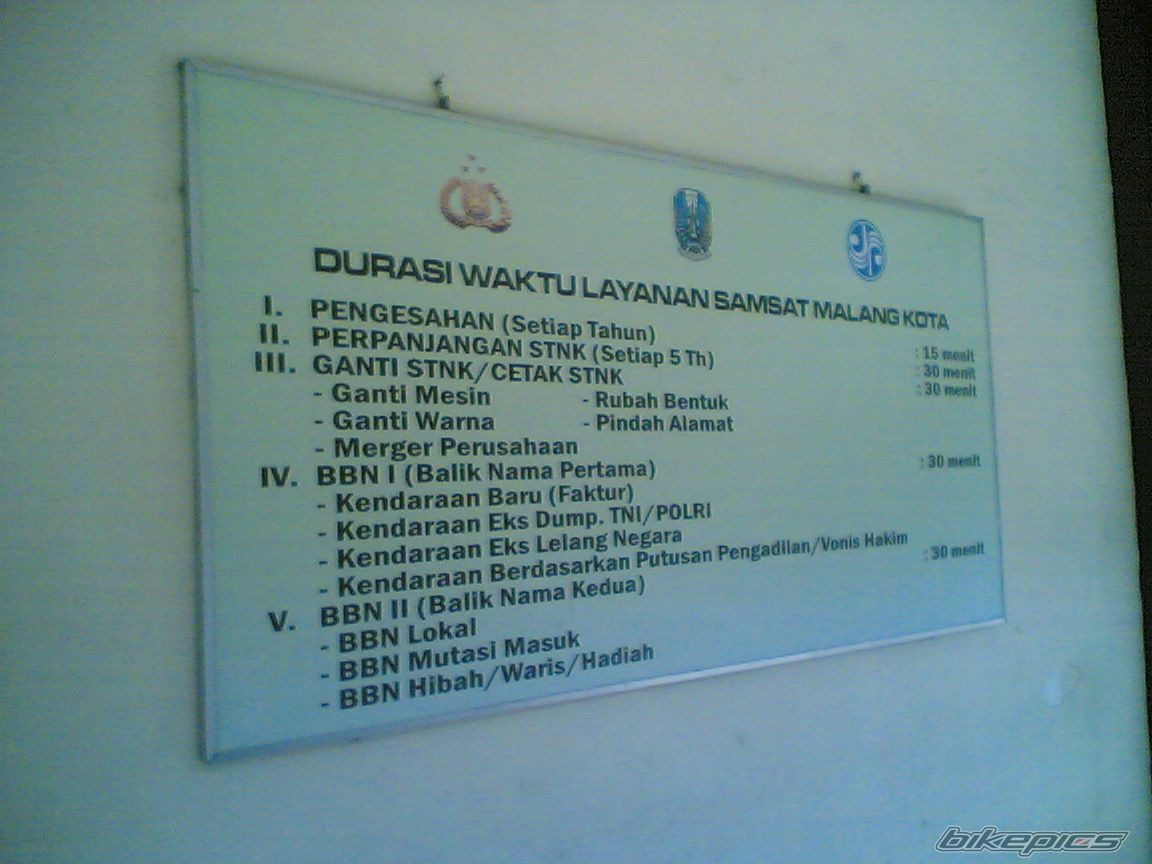 DURASI WAKTU LAYANAN SAMSAT MALANG KOTA
I. PENGESAHAN (Setiap Tahun) : 15 menit
II. PERPANJANGAN STNK (Setiap 5 Th) : 30 menit
III. GANTI STNK/CETAK STNK : 30 menit
- Ganti Mesin - Rubah Bentuk
- Ganti Warna - Pindah Alamat
- Merger Perusahaan
IV. BBN I (Balik Nama Pertama) : 30 menit
- Kendaraan Baru (Faktur)
- Kendaraan Eks Dump. TNI/POLRI
- Kendaraan Eks Lelang Negara
- Kendaraan Berdasarkan Putusan Pengadilan/Vonis Hakim
V. BBN II (Balik Nama Kedua) : 30 menit
- BBN Lokal
- BBN Mutasi Masuk
- BBN Hibah/Waris/Hadiah
bikepics